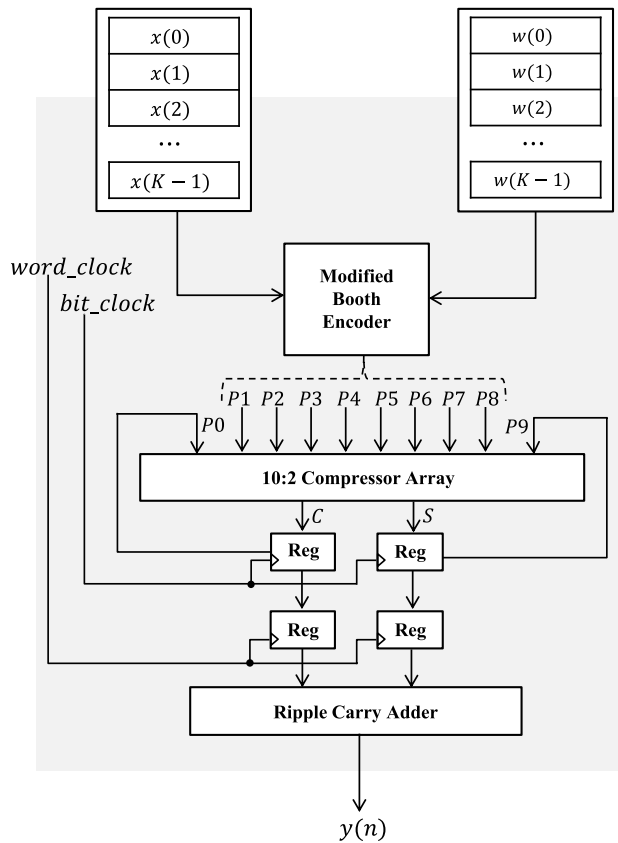 x(0)
x(1)
x(2)
...
x(K − 1)
w(0)
w(1)
w(2)
...
w(K − 1)
word_clock
bit_clock
Modified
Booth
Encoder
P0 P1 P2 P3 P4 P5 P6 P7 P8 P9
10:2 Compressor Array
C S
Reg Reg
Reg Reg
Ripple Carry Adder
y(n)